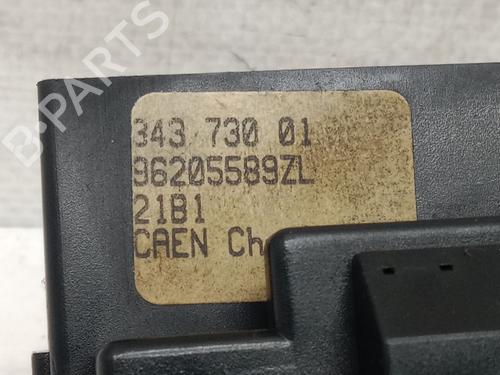 B-PARTS
343 730 01
96205589ZL
21B1
CAEN Ch